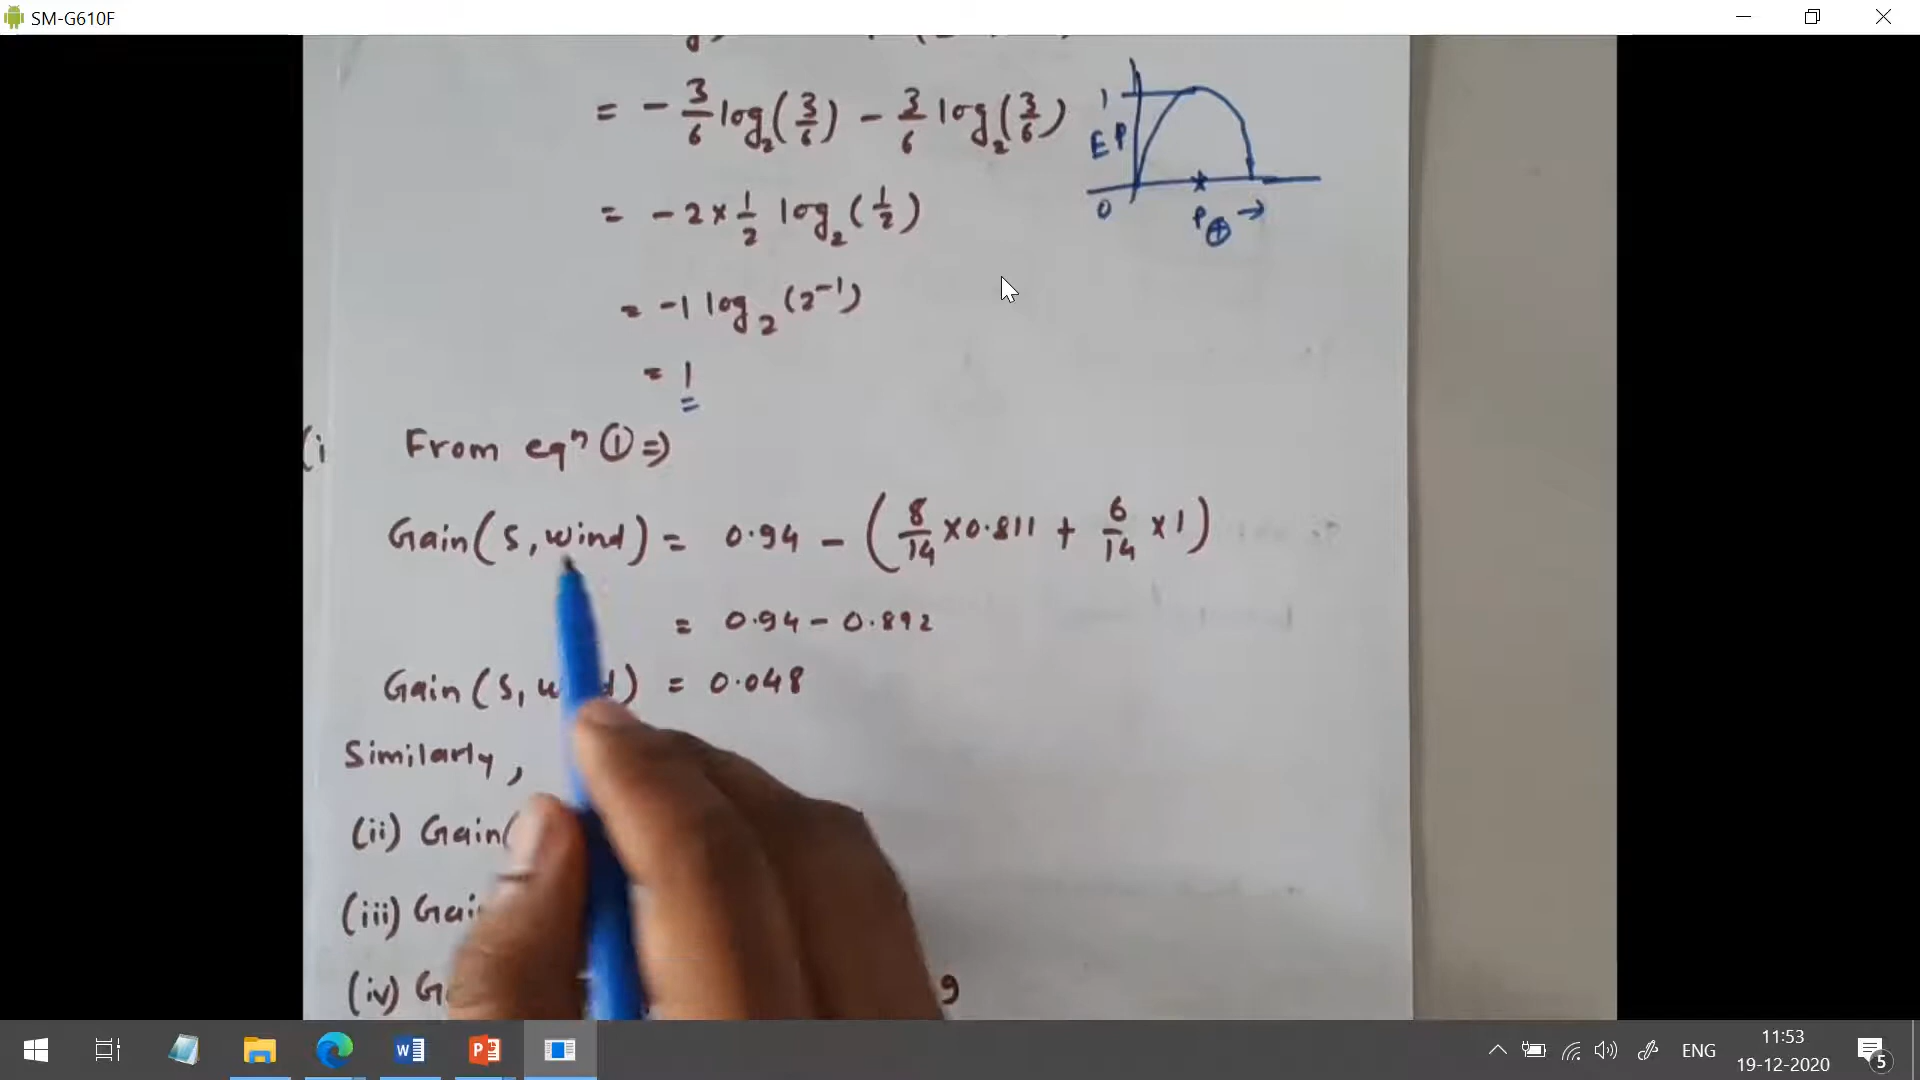 SM-G610F
= - 3/6 log₂(3/6) - 3/6 log₂(3/6)
= -2 × 1/2 log₂(1/2)
= -1 log₂(2⁻¹)
= 1
1
E P
0
P⊕ →
(i From eqⁿ ① ⇒
Gain(S, wind) = 0.94 - (8/14 × 0.811 + 6/14 × 1)
= 0.94 - 0.892
Gain(S, w d) = 0.048
Similarly,
(ii) Gain(
(iii) Gai
(iv) G 9
ENG
11:53
19-12-2020
5